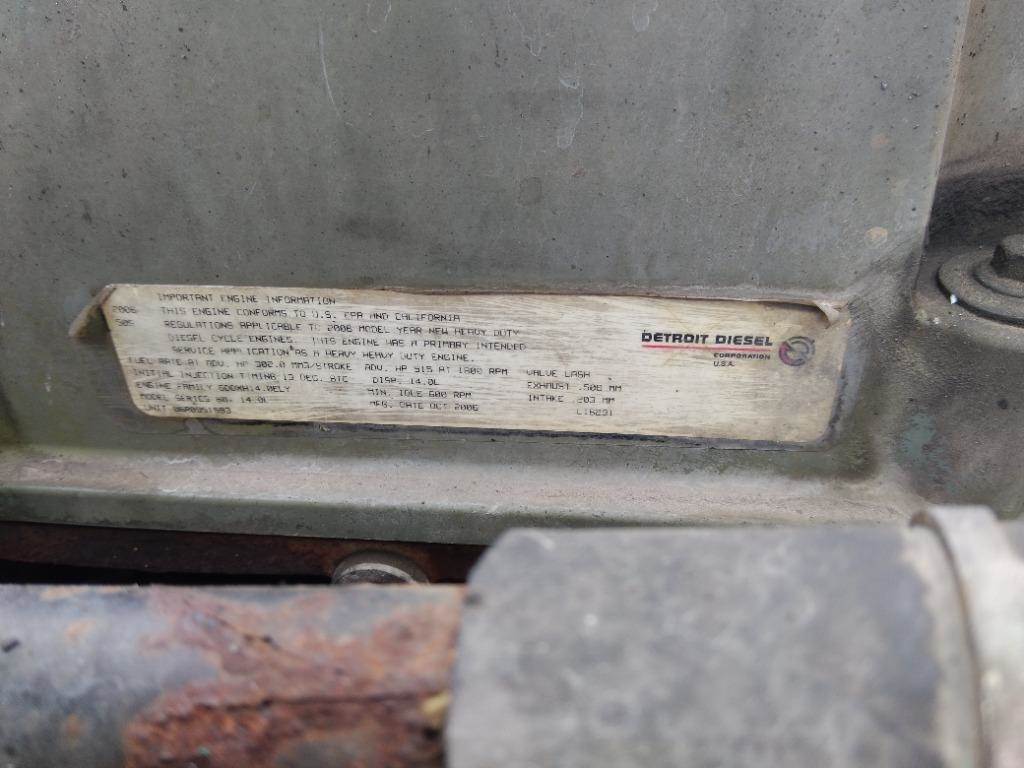 IMPORTANT ENGINE INFORMATION
2006 THIS ENGINE CONFORMS TO U.S. EPA AND CALIFORNIA
505 REGULATIONS APPLICABLE TO 2006 MODEL YEAR NEW HEAVY DUTY
DIESEL CYCLE ENGINES. THIS ENGINE HAS A PRIMARY INTENDED
SERVICE APPLICATION AS A HEAVY HEAVY DUTY ENGINE.
FUEL RATE AT ADV. HP 302.0 MM3/STROKE ADV. HP 515 AT 1800 RPM VALVE LASH
INITIAL INJECTION TIMING 13 DEG. BTC DISP. 14.0L EXHAUST .508 MM
ENGINE FAMILY 6DDXH14.0ELY MIN. IDLE 600 RPM INTAKE .203 MM
MODEL SERIES 60. 14.0L MFG. DATE OCT 2006
UNIT
DETROIT DIESEL
CORPORATION
U.S.A.